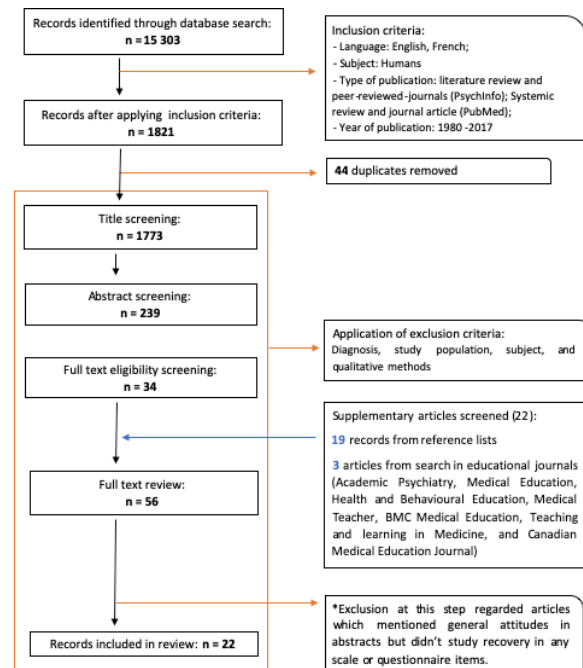 Records identified through database search:
n = 15 303
Inclusion criteria:
- Language: English, French;
- Subject: Humans
- Type of publication: literature review and
peer-reviewed-journals (PsychInfo); Systemic
review and journal article (PubMed);
- Year of publication: 1980 -2017
Records after applying inclusion criteria:
n = 1821
44 duplicates removed
Title screening:
n = 1773
Abstract screening:
n = 239
Application of exclusion criteria:
Diagnosis, study population, subject, and
qualitative methods
Full text eligibility screening:
n = 34
Supplementary articles screened (22):
19 records from reference lists
3 articles from search in educational journals
(Academic Psychiatry, Medical Education,
Health and Behavioural Education, Medical
Teacher, BMC Medical Education, Teaching
and learning in Medicine, and Canadian
Medical Education Journal)
Full text review:
n = 56
*Exclusion at this step regarded articles
which mentioned general attitudes in
abstracts but didn't study recovery in any
scale or questionnaire items.
Records included in review: n = 22